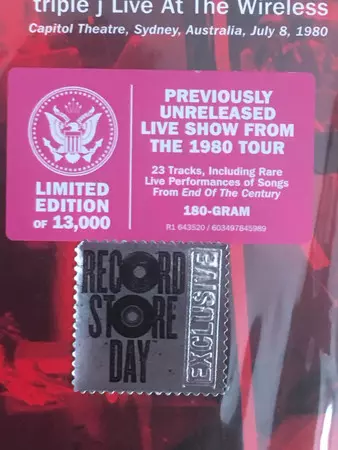 triple j Live At The Wireless
Capitol Theatre, Sydney, Australia, July 8, 1980
LIMITED
EDITION
OF 13,000
PREVIOUSLY
UNRELEASED
LIVE SHOW FROM
THE 1980 TOUR
23 Tracks, Including Rare
Live Performances of Songs
From End Of The Century
180-GRAM
R1 643520 / 603497845989
RECORD
STORE
DAY
EXCLUSIVE